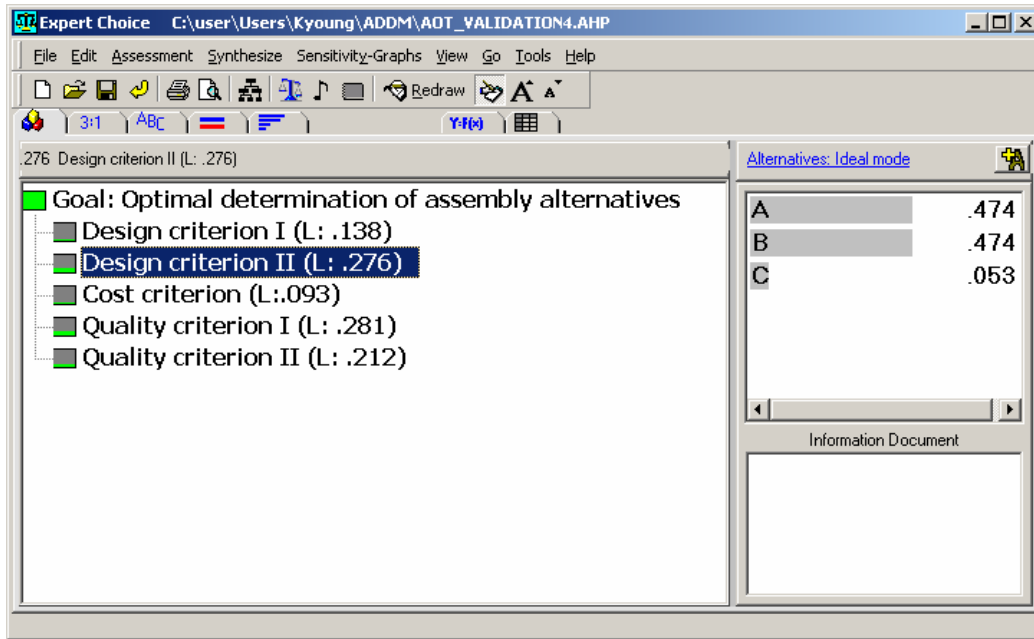 Expert Choice C:\user\Users\Kyoung\ADDM\AOT_VALIDATION4.AHP
File Edit Assessment Synthesize Sensitivity-Graphs View Go Tools Help
Redraw A A
3:1 ABC Y=F(x)
.276 Design criterion II (L: .276)
Alternatives: Ideal mode
Goal: Optimal determination of assembly alternatives
Design criterion I (L: .138)
Design criterion II (L: .276)
Cost criterion (L:.093)
Quality criterion I (L: .281)
Quality criterion II (L: .212)
A .474
B .474
C .053
Information Document